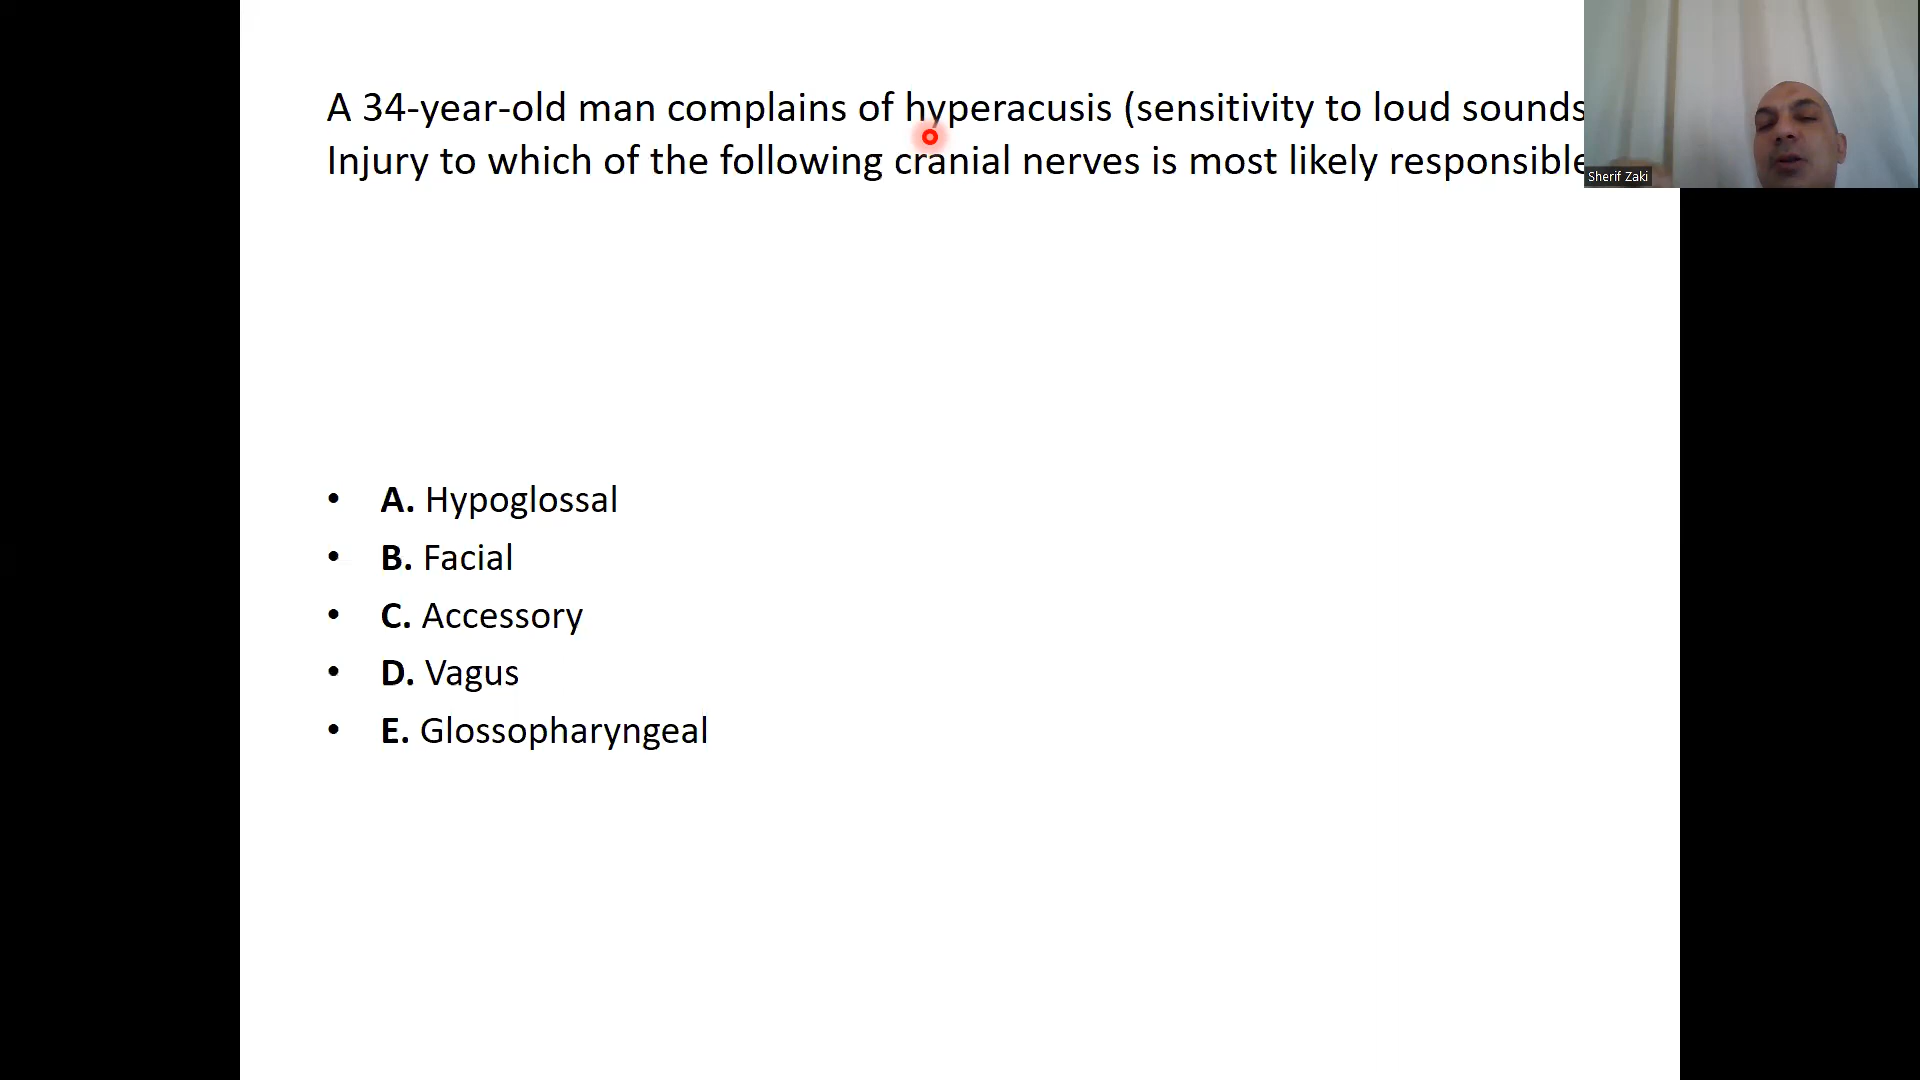 A 34-year-old man complains of hyperacusis (sensitivity to loud sounds
Injury to which of the following cranial nerves is most likely responsible
Sherif Zaki
• A. Hypoglossal
• B. Facial
• C. Accessory
• D. Vagus
• E. Glossopharyngeal